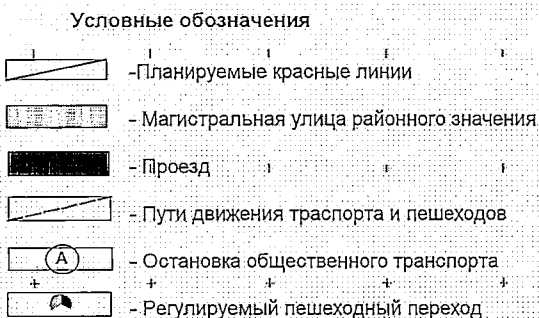 Условные обозначения
-Планируемые красные линии
- Магистральная улица районного значения
- Проезд
- Пути движения траспорта и пешеходов
А - Остановка общественного транспорта
- Регулируемый пешеходный переход